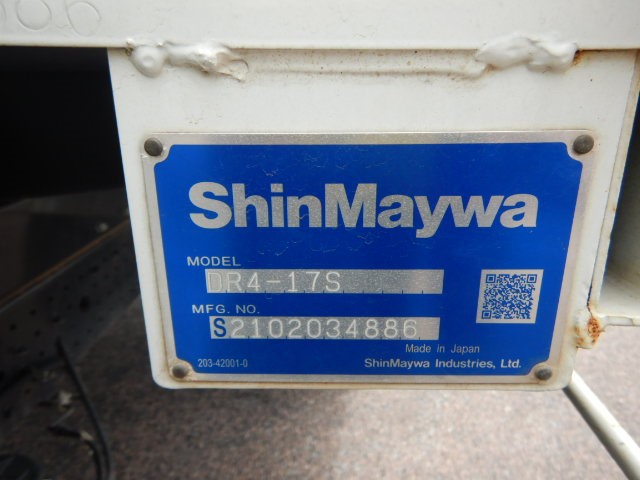 ShinMaywa
MODEL
DR4-17S
MFG. NO.
S2102034886
Made in Japan
203-42001-0
ShinMaywa Industries, Ltd.